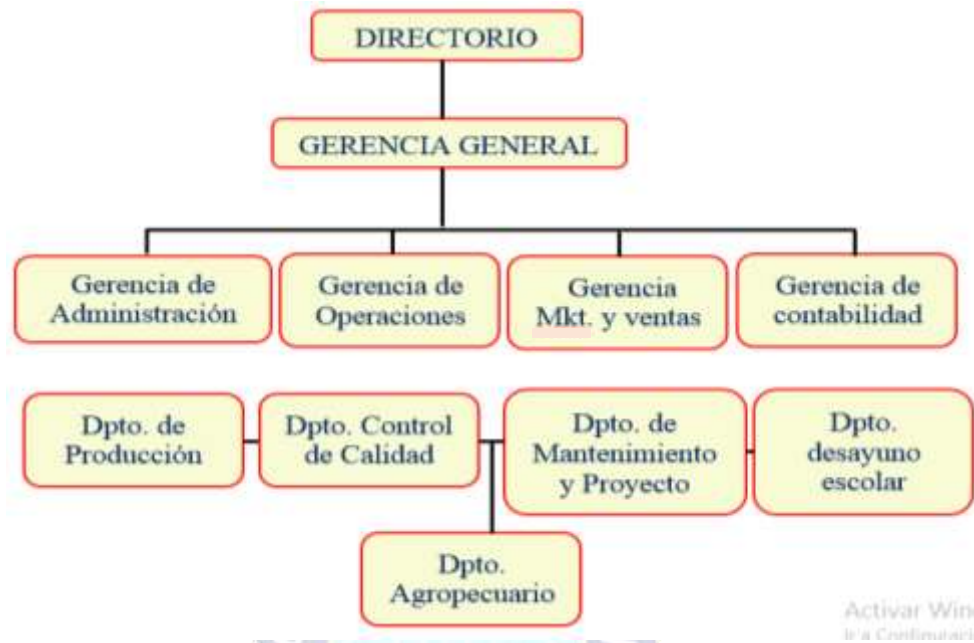 DIRECTORIO
GERENCIA GENERAL
Gerencia de
Administración
Gerencia de
Operaciones
Gerencia
Mkt. y ventas
Gerencia de
contabilidad
Dpto. de
Producción
Dpto. Control
de Calidad
Dpto. de
Mantenimiento
y Proyecto
Dpto.
desayuno
escolar
Dpto.
Agropecuario
Activar Win